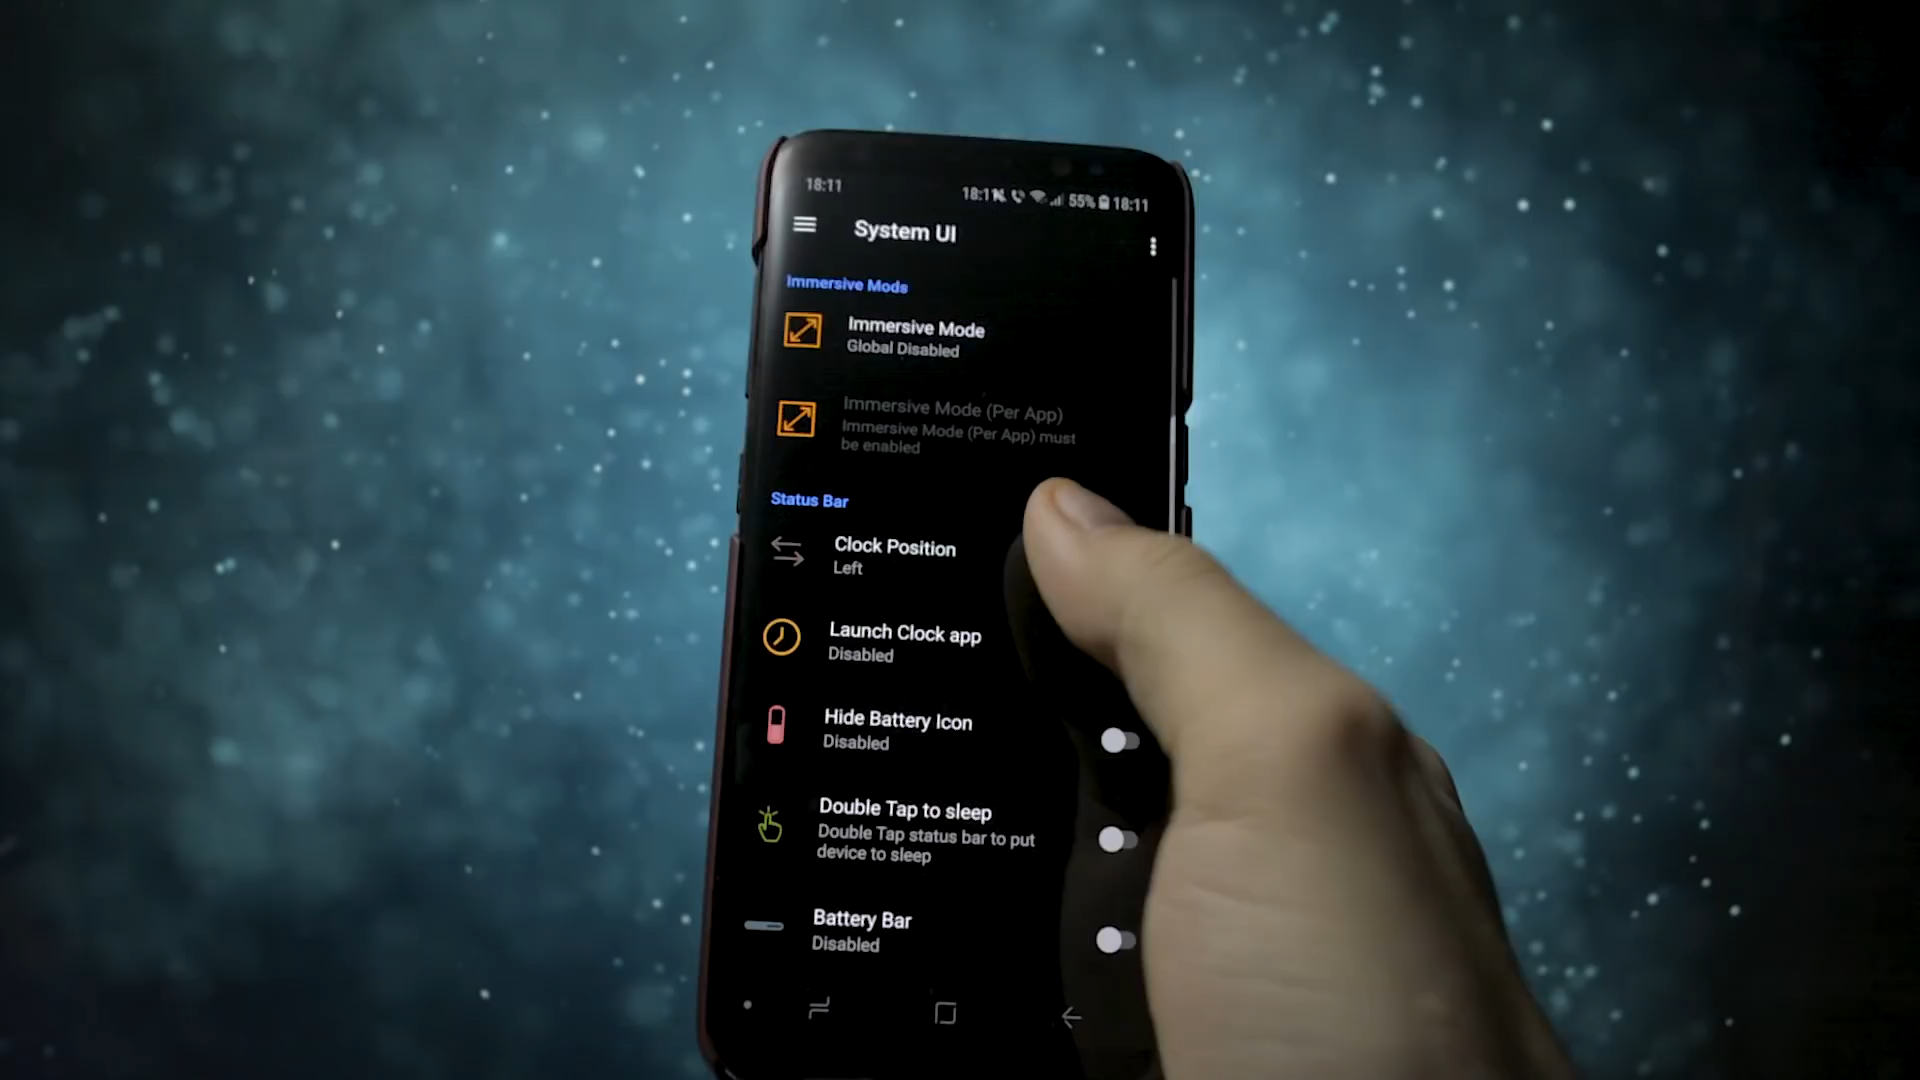 18:11
18:1 55% 18:11
System UI
Immersive Mods
Immersive Mode
Global Disabled
Immersive Mode (Per App)
Immersive Mode (Per App) must
be enabled
Status Bar
Clock Position
Left
Launch Clock app
Disabled
Hide Battery Icon
Disabled
Double Tap to sleep
Double Tap status bar to put
device to sleep
Battery Bar
Disabled